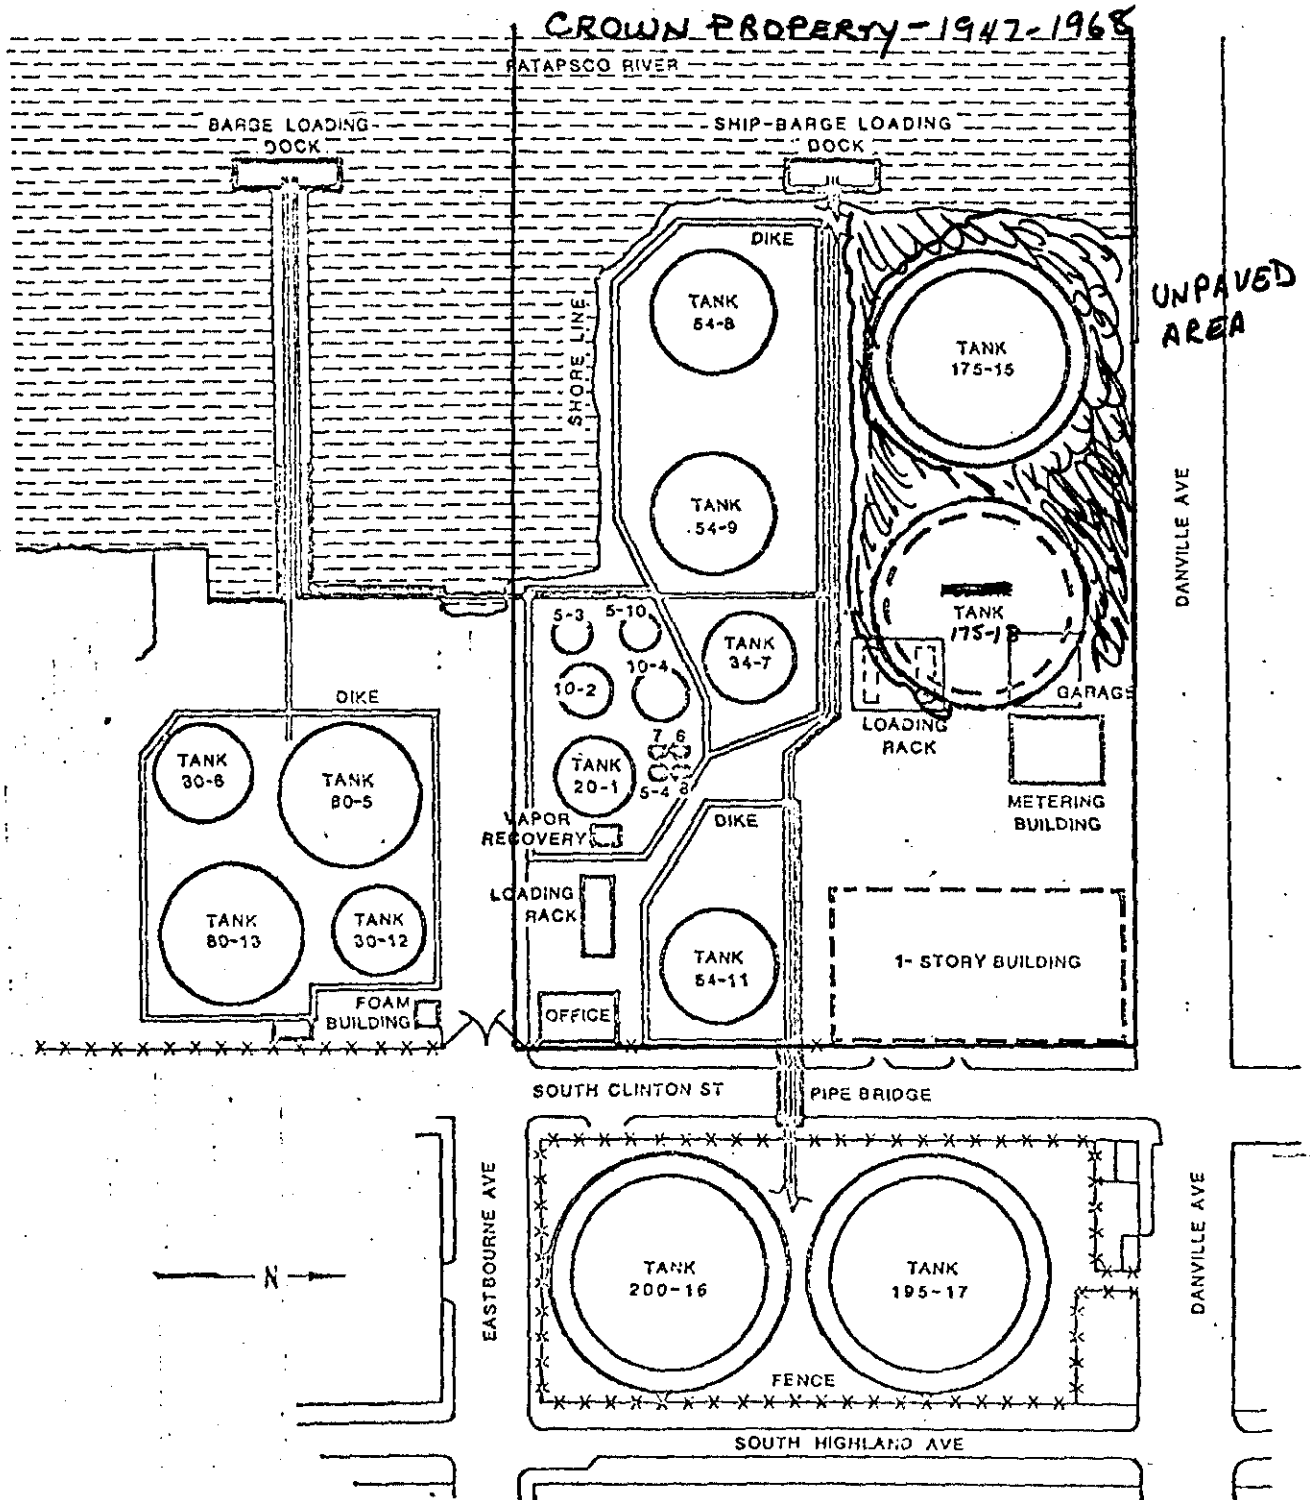 CROWN PROPERTY-1947-1968
PATAPSCO RIVER
BARGE LOADING
DOCK
SHIP-BARGE LOADING
DOCK
DIKE
UNPAVED
AREA
TANK
54-8
SHORE LINE
TANK
175-15
TANK
54-9
DANVILLE AVE
5-3
5-10
TANK
34-7
TANK
175-18
10-4
10-2
GARAGE
DIKE
LOADING
RACK
TANK
30-6
TANK
80-5
TANK
20-1
7 6
5-4 8
METERING
BUILDING
VAPOR
RECOVERY
DIKE
LOADING
RACK
TANK
80-13
TANK
30-12
TANK
54-11
1- STORY BUILDING
FOAM
BUILDING
OFFICE
SOUTH CLINTON ST
PIPE BRIDGE
EASTBOURNE AVE
DANVILLE AVE
N
TANK
200-16
TANK
195-17
FENCE
SOUTH HIGHLAND AVE